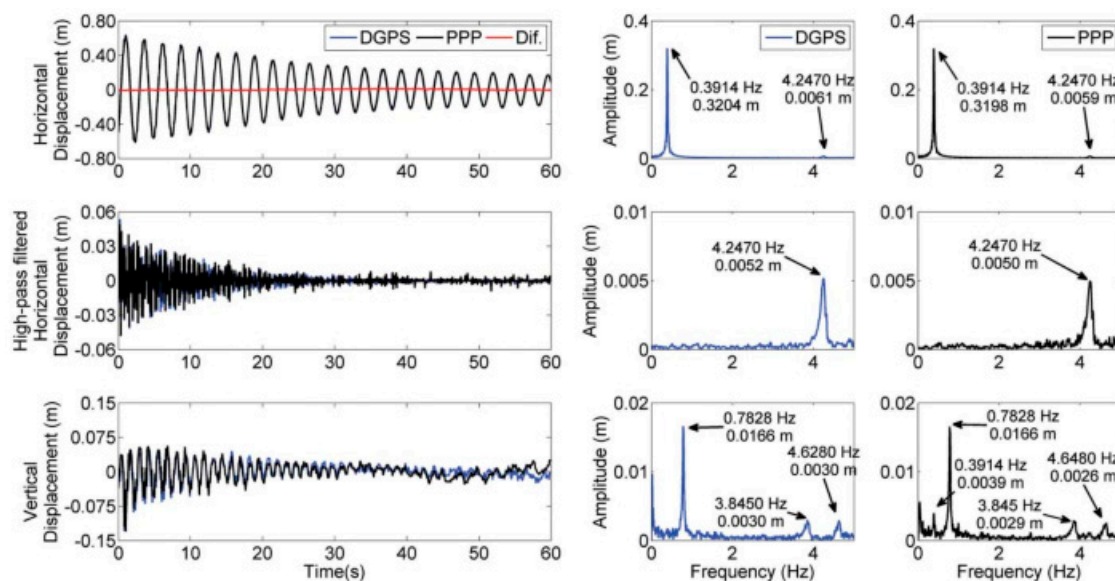 0.80
0.40
0
-0.40
-0.80
Horizontal
Displacement (m)
DGPS PPP Dif.
0 10 20 30 40 50 60
0.4
0.2
0
Amplitude (m)
DGPS
0.3914 Hz
0.3204 m
4.2470 Hz
0.0061 m
0 2 4
0.4
0.2
0
PPP
0.3914 Hz
0.3198 m
4.2470 Hz
0.0059 m
0 2 4
0.06
0.03
0
-0.03
-0.06
High-pass filtered
Horizontal
Displacement (m)
0 10 20 30 40 50 60
0.01
0.005
0
Amplitude (m)
4.2470 Hz
0.0052 m
0 2 4
0.01
0.005
0
4.2470 Hz
0.0050 m
0 2 4
0.15
0.075
0
-0.075
-0.15
Vertical
Displacement (m)
0 10 20 30 40 50 60
Time(s)
0.02
0.01
0
Amplitude (m)
0.7828 Hz
0.0166 m
4.6280 Hz
0.0030 m
3.8450 Hz
0.0030 m
0 2 4
Frequency (Hz)
0.02
0.01
0
0.7828 Hz
0.0166 m
0.3914 Hz
0.0039 m
4.6480 Hz
0.0026 m
3.845 Hz
0.0029 m
0 2 4
Frequency (Hz)